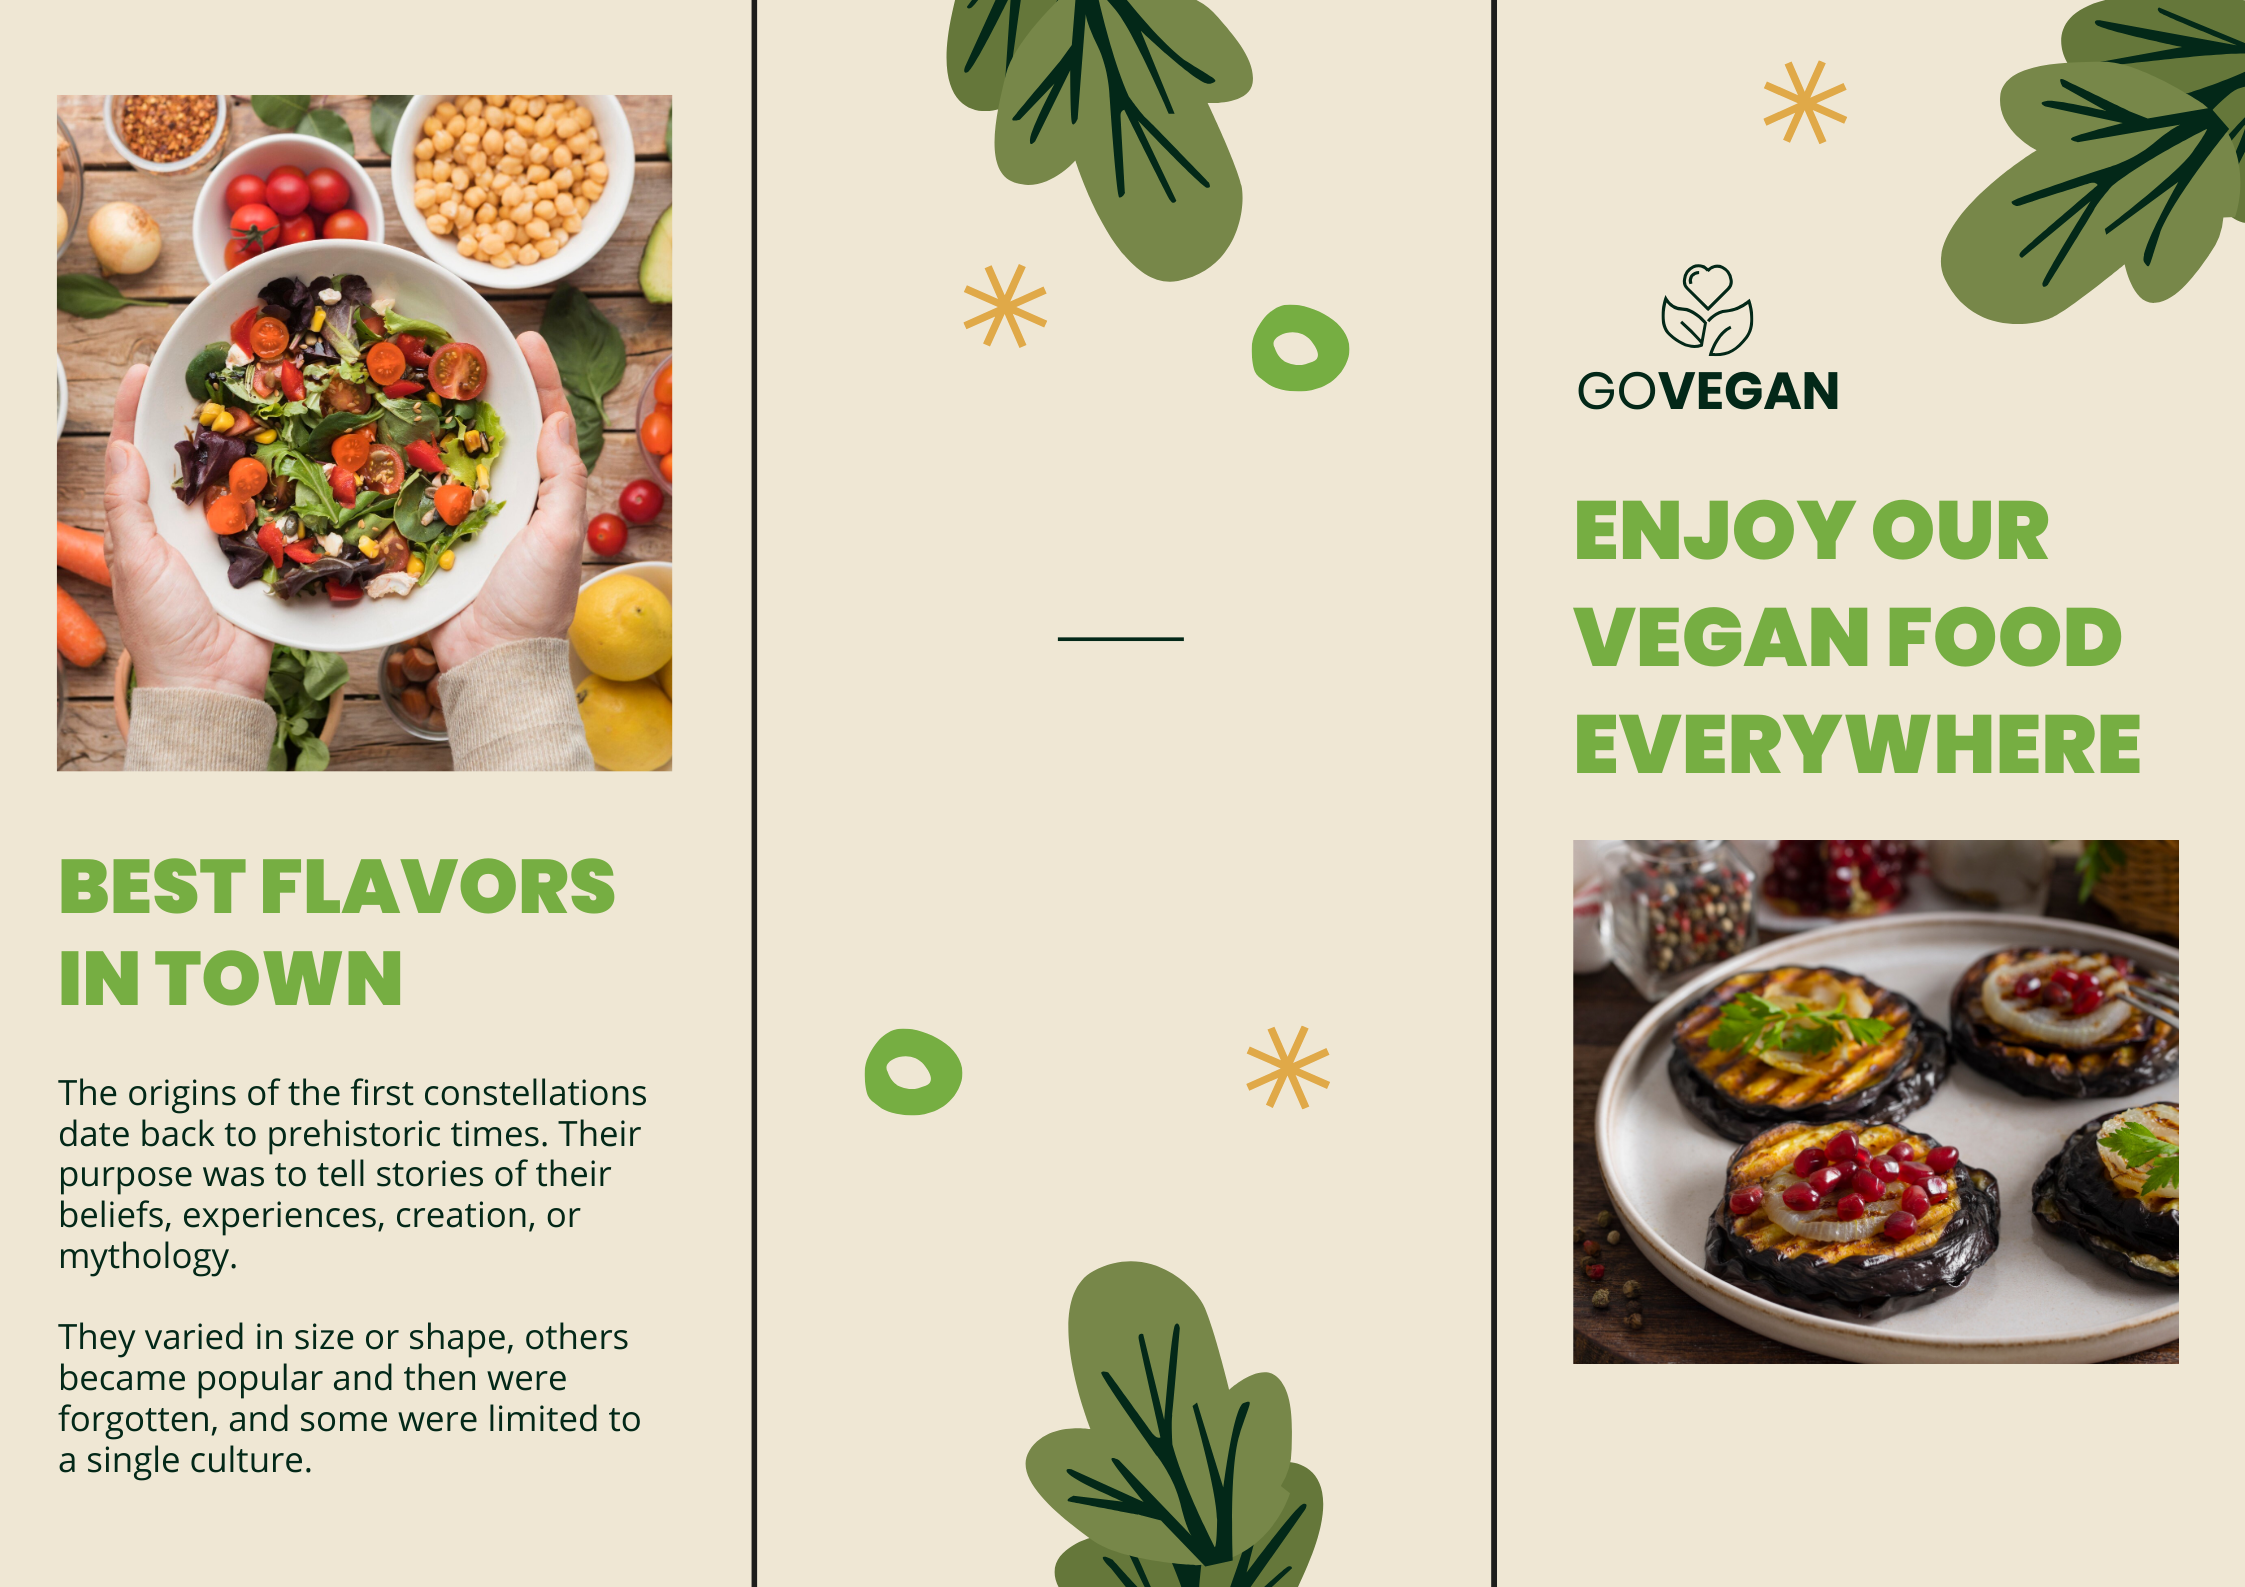 BEST FLAVORS
IN TOWN
The origins of the first constellations
date back to prehistoric times. Their
purpose was to tell stories of their
beliefs, experiences, creation, or
mythology.
They varied in size or shape, others
became popular and then were
forgotten, and some were limited to
a single culture.
GOVEGAN
ENJOY OUR
VEGAN FOOD
EVERYWHERE